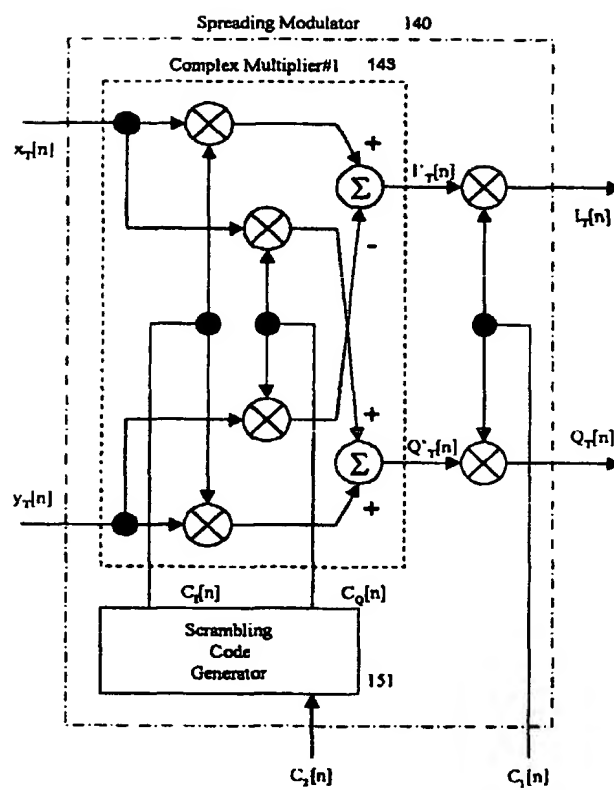 Spreading Modulator 140
Complex Multiplier#1 143
x_T[n]
+
Σ
I'_T[n]
I_T[n]
-
+
Σ
Q'_T[n]
Q_T[n]
+
y_T[n]
C_I[n] C_Q[n]
Scrambling
Code
Generator
151
C_2[n] C_1[n]